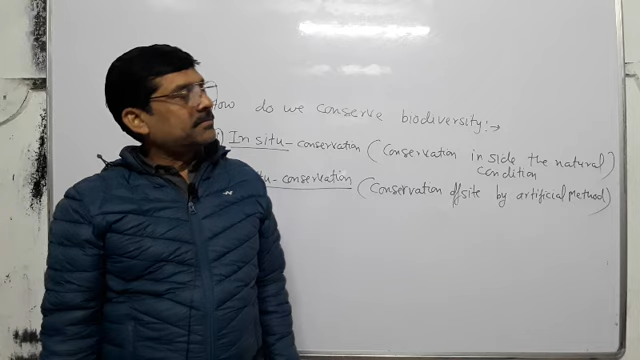 How do we conserve biodiversity:→
) In situ - conservation (Conservation in side the natural
condition)
situ - conservation (Conservation offsite by artificial method)